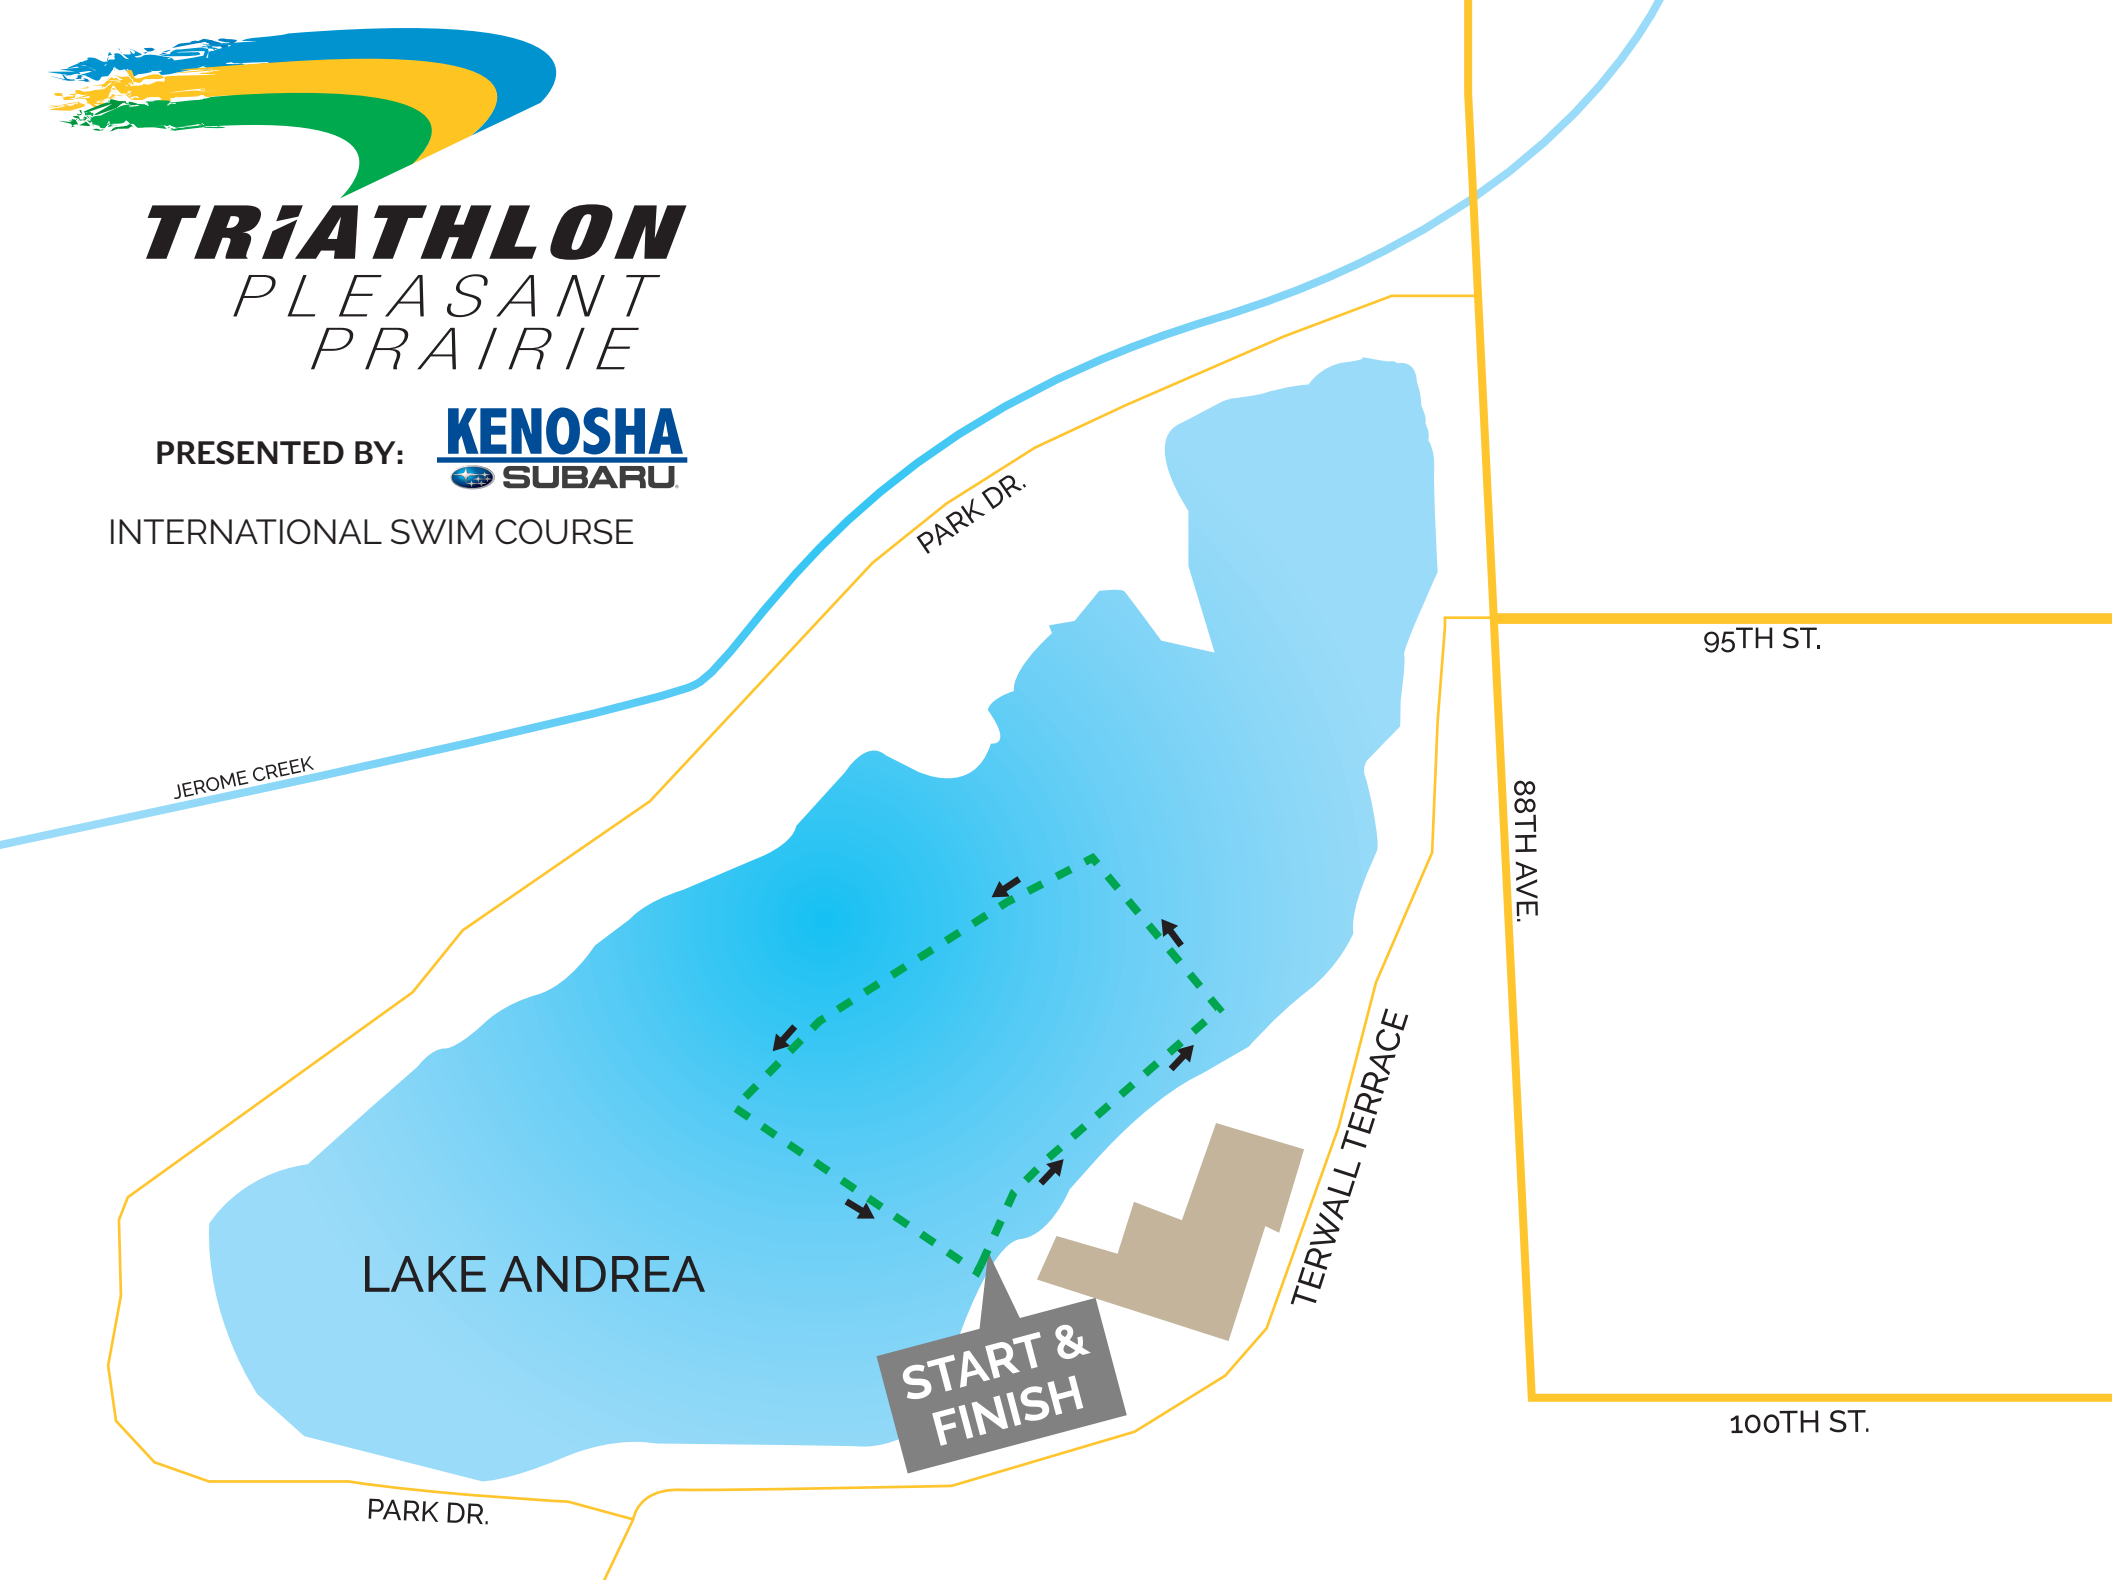 TRiATHLON
PLEASANT
PRAIRIE
PRESENTED BY:
KENOSHA
SUBARU
INTERNATIONAL SWIM COURSE
PARK DR.
95TH ST.
JEROME CREEK
88TH AVE.
TERWALL TERRACE
LAKE ANDREA
START &
FINISH
100TH ST.
PARK DR.